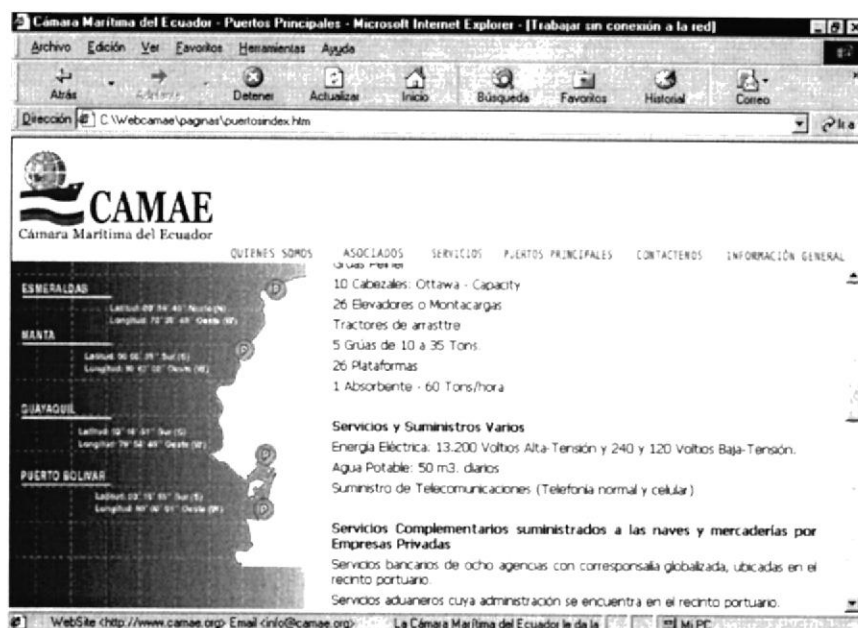 Cámara Marítima del Ecuador - Puertos Principales - Microsoft Internet Explorer - [Trabajar sin conexión a la red]
Archivo Edición Ver Favoritos Herramientas Ayuda
Atrás Adelante Detener Actualizar Inicio Búsqueda Favoritos Historial Correo
Dirección C:\Webcamae\paginas\puertosindex.htm Ir a
CAMAE
Cámara Marítima del Ecuador
QUIENES SOMOS ASOCIADOS SERVICIOS PUERTOS PRINCIPALES CONTACTENOS INFORMACIÓN GENERAL
ESMERALDAS
MANTA
GUAYAQUIL
PUERTO BOLIVAR
10 Cabezales: Ottawa - Capacity
26 Elevadores o Montacargas
Tractores de arrasttre
5 Grúas de 10 a 35 Tons.
26 Plataformas
1 Absorbente - 60 Tons/hora
Servicios y Suministros Varios
Energía Eléctrica: 13.200 Voltios Alta-Tensión y 240 y 120 Voltios Baja-Tensión.
Agua Potable: 50 m3. diarios
Suministro de Telecomunicaciones (Telefonía normal y celular)
Servicios Complementarios suministrados a las naves y mercaderías por
Empresas Privadas
Servicios bancarios de ocho agencias con corresponsalía globalizada, ubicadas en el
recinto portuario.
Servicios aduaneros cuya administración se encuentra en el recinto portuario.
WebSite <http://www.camae.org> Email <info@camae.org> La Cámara Marítima del Ecuador le da la Mi PC